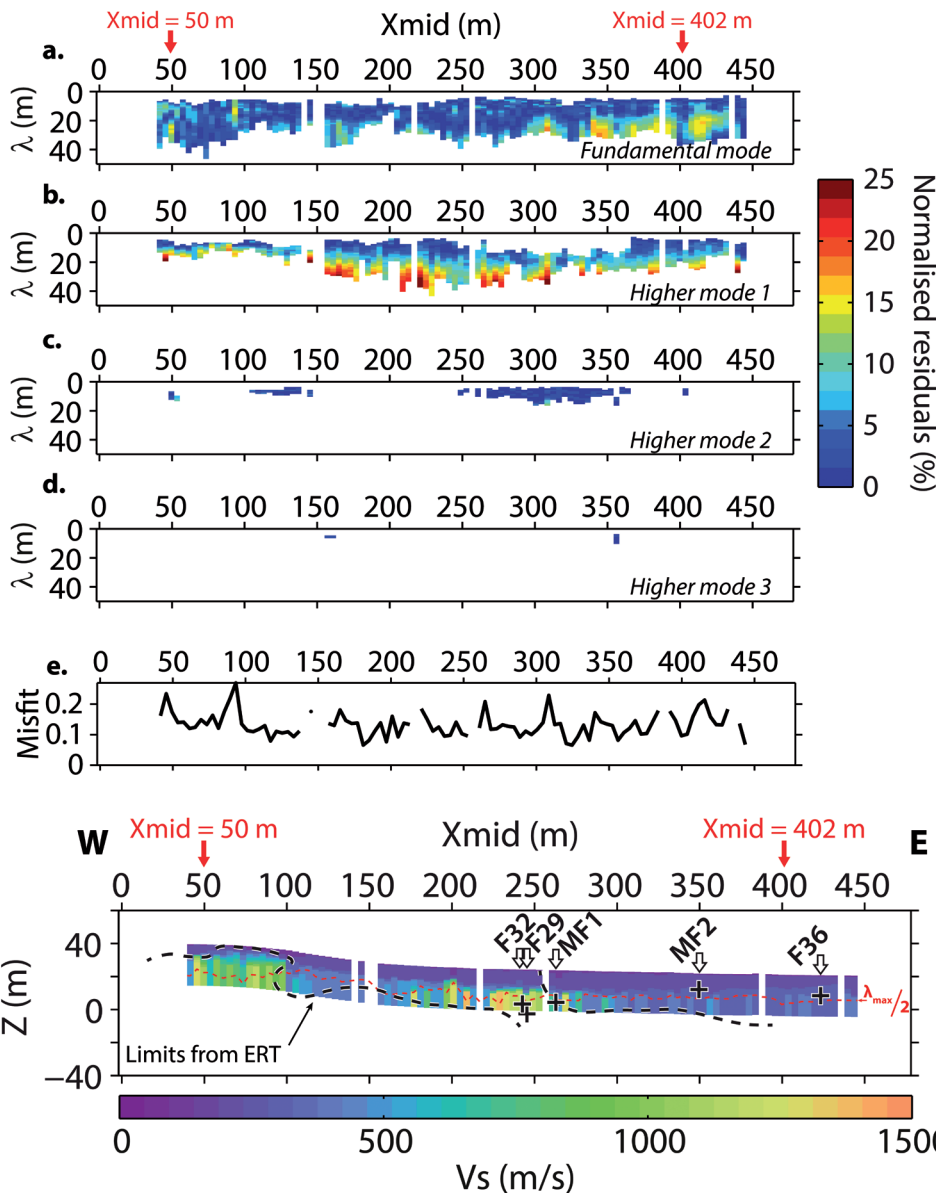 Xmid = 50 m Xmid (m) Xmid = 402 m
a.
0 50 100 150 200 250 300 350 400 450
0
20
40
λ (m)
Fundamental mode
b.
0 50 100 150 200 250 300 350 400 450
0
20
40
λ (m)
Higher mode 1
c.
0 50 100 150 200 250 300 350 400 450
0
20
40
λ (m)
Higher mode 2
d.
0 50 100 150 200 250 300 350 400 450
0
20
40
λ (m)
Higher mode 3
25
20
15
10
5
0
Normalised residuals (%)
e.
0 50 100 150 200 250 300 350 400 450
0.2
0.1
0
Misfit
W Xmid = 50 m Xmid (m) Xmid = 402 m E
0 50 100 150 200 250 300 350 400 450
40
0
−40
Z (m)
F32
F29
MF1
MF2
F36
λmax/2
Limits from ERT
0 500 1000 1500
Vs (m/s)